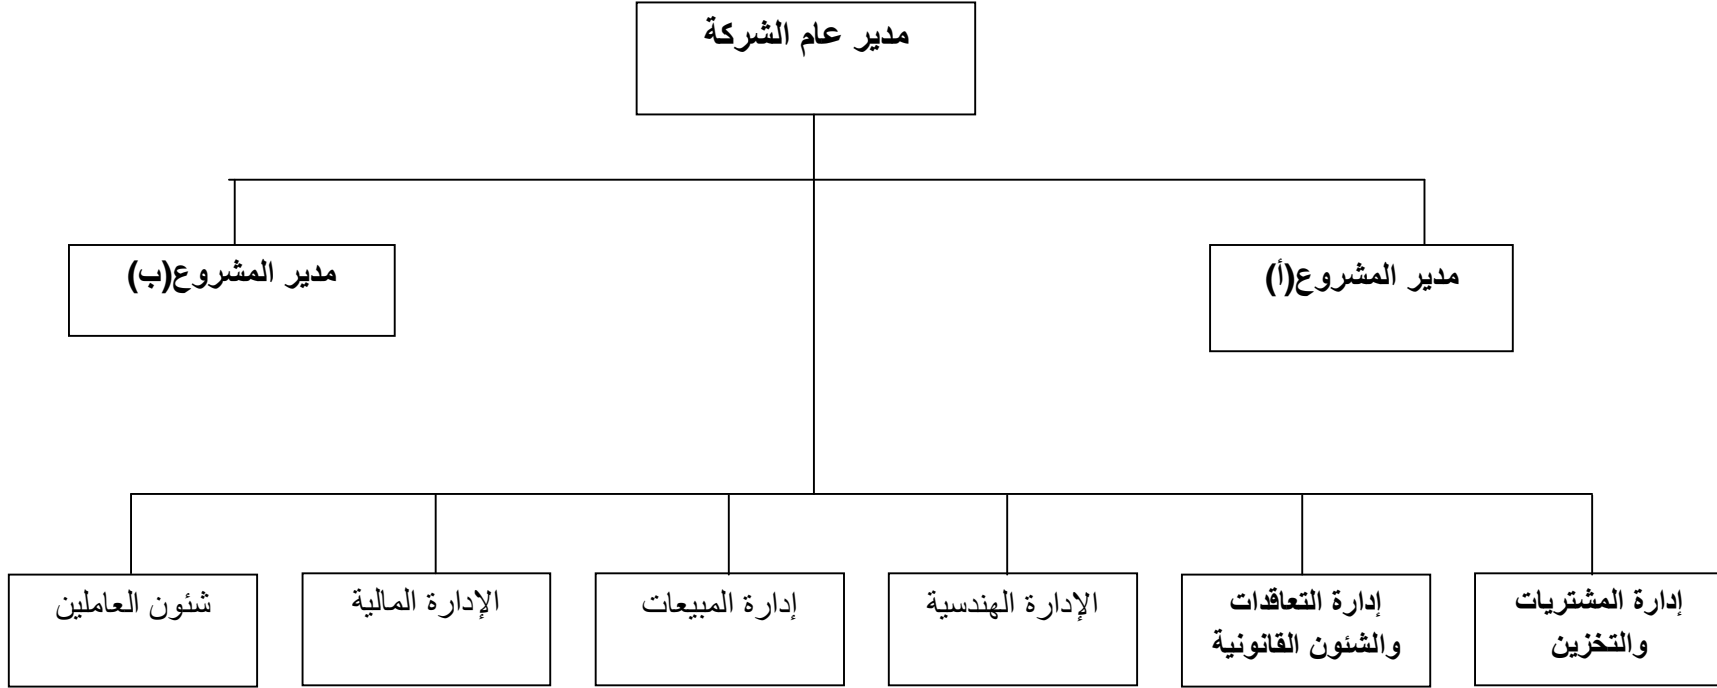 مدير عام الشركة
مدير المشروع(أ)
مدير المشروع(ب)
إدارة المشتريات
والتخزين
إدارة التعاقدات
والشئون القانونية
الإدارة الهندسية
إدارة المبيعات
الإدارة المالية
شئون العاملين